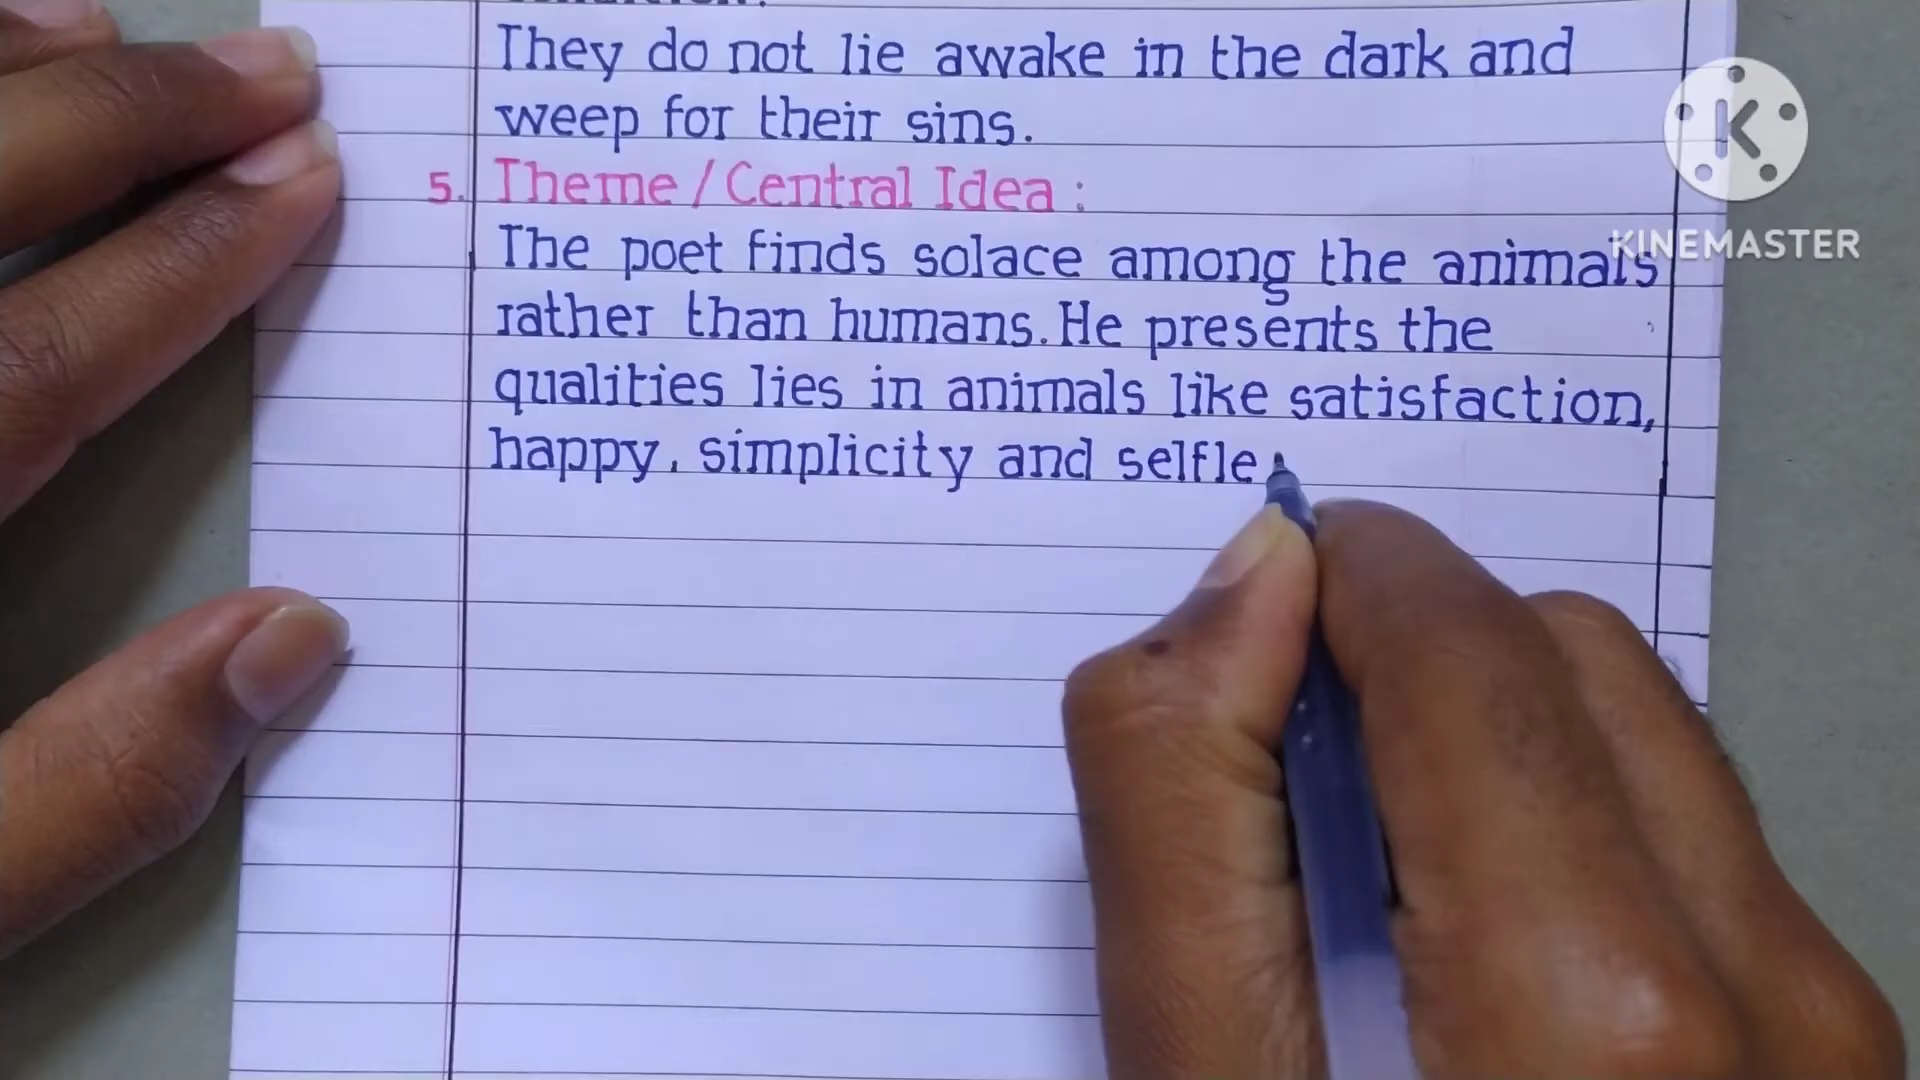 They do not lie awake in the dark and
weep for their sins.
5. Theme / Central Idea :
The poet finds solace among the animals
rather than humans. He presents the
qualities lies in animals like satisfaction,
happy, simplicity and selfle
K
KINEMASTER